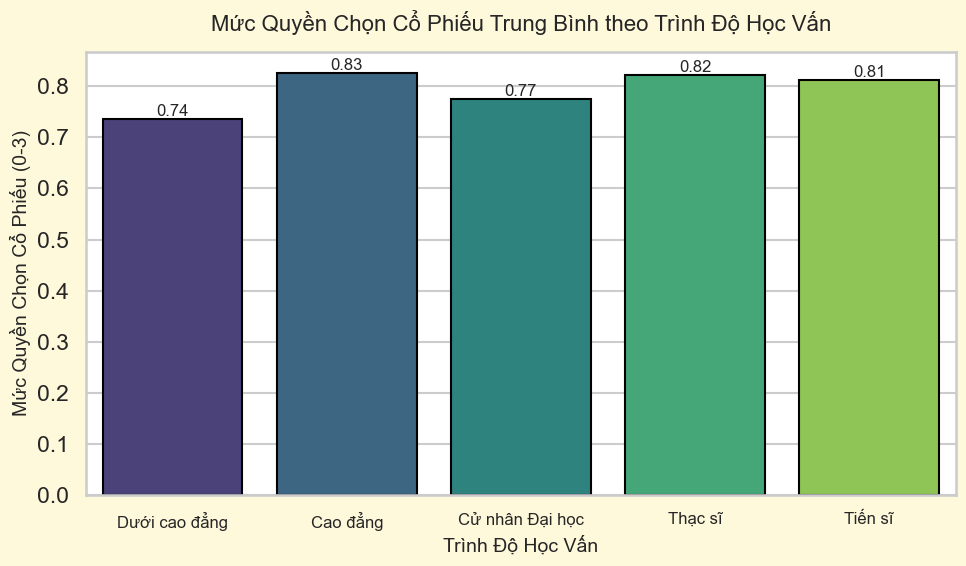 Mức Quyền Chọn Cổ Phiếu Trung Bình theo Trình Độ Học Vấn
Mức Quyền Chọn Cổ Phiếu (0-3)
0.8
0.7
0.6
0.5
0.4
0.3
0.2
0.1
0.0
0.74
0.83
0.77
0.82
0.81
Dưới cao đẳng
Cao đẳng
Cử nhân Đại học
Thạc sĩ
Tiến sĩ
Trình Độ Học Vấn